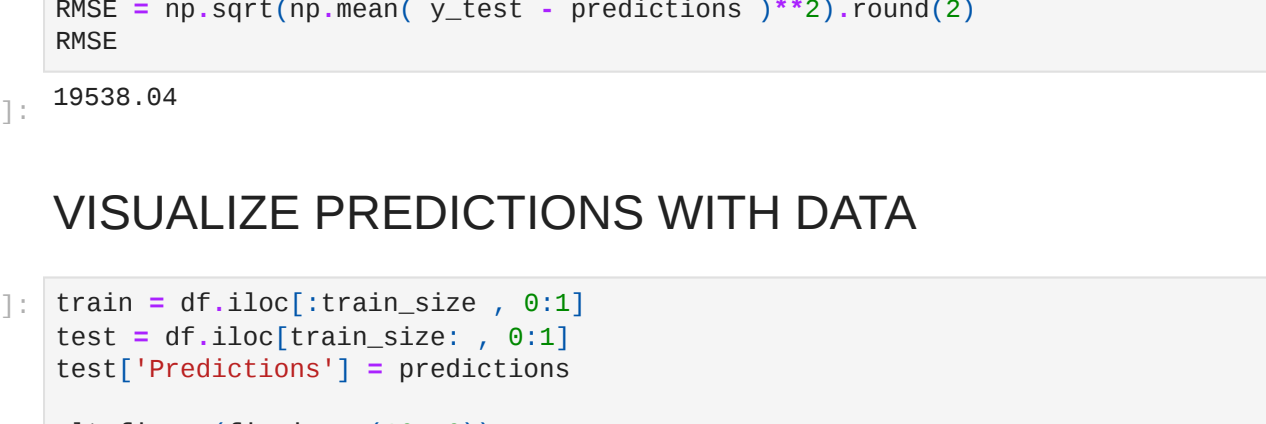 RMSE = np.sqrt(np.mean( y_test - predictions )**2).round(2)
RMSE
]:
19538.04
VISUALIZE PREDICTIONS WITH DATA
]:
train = df.iloc[:train_size , 0:1]
test = df.iloc[train_size: , 0:1]
test['Predictions'] = predictions